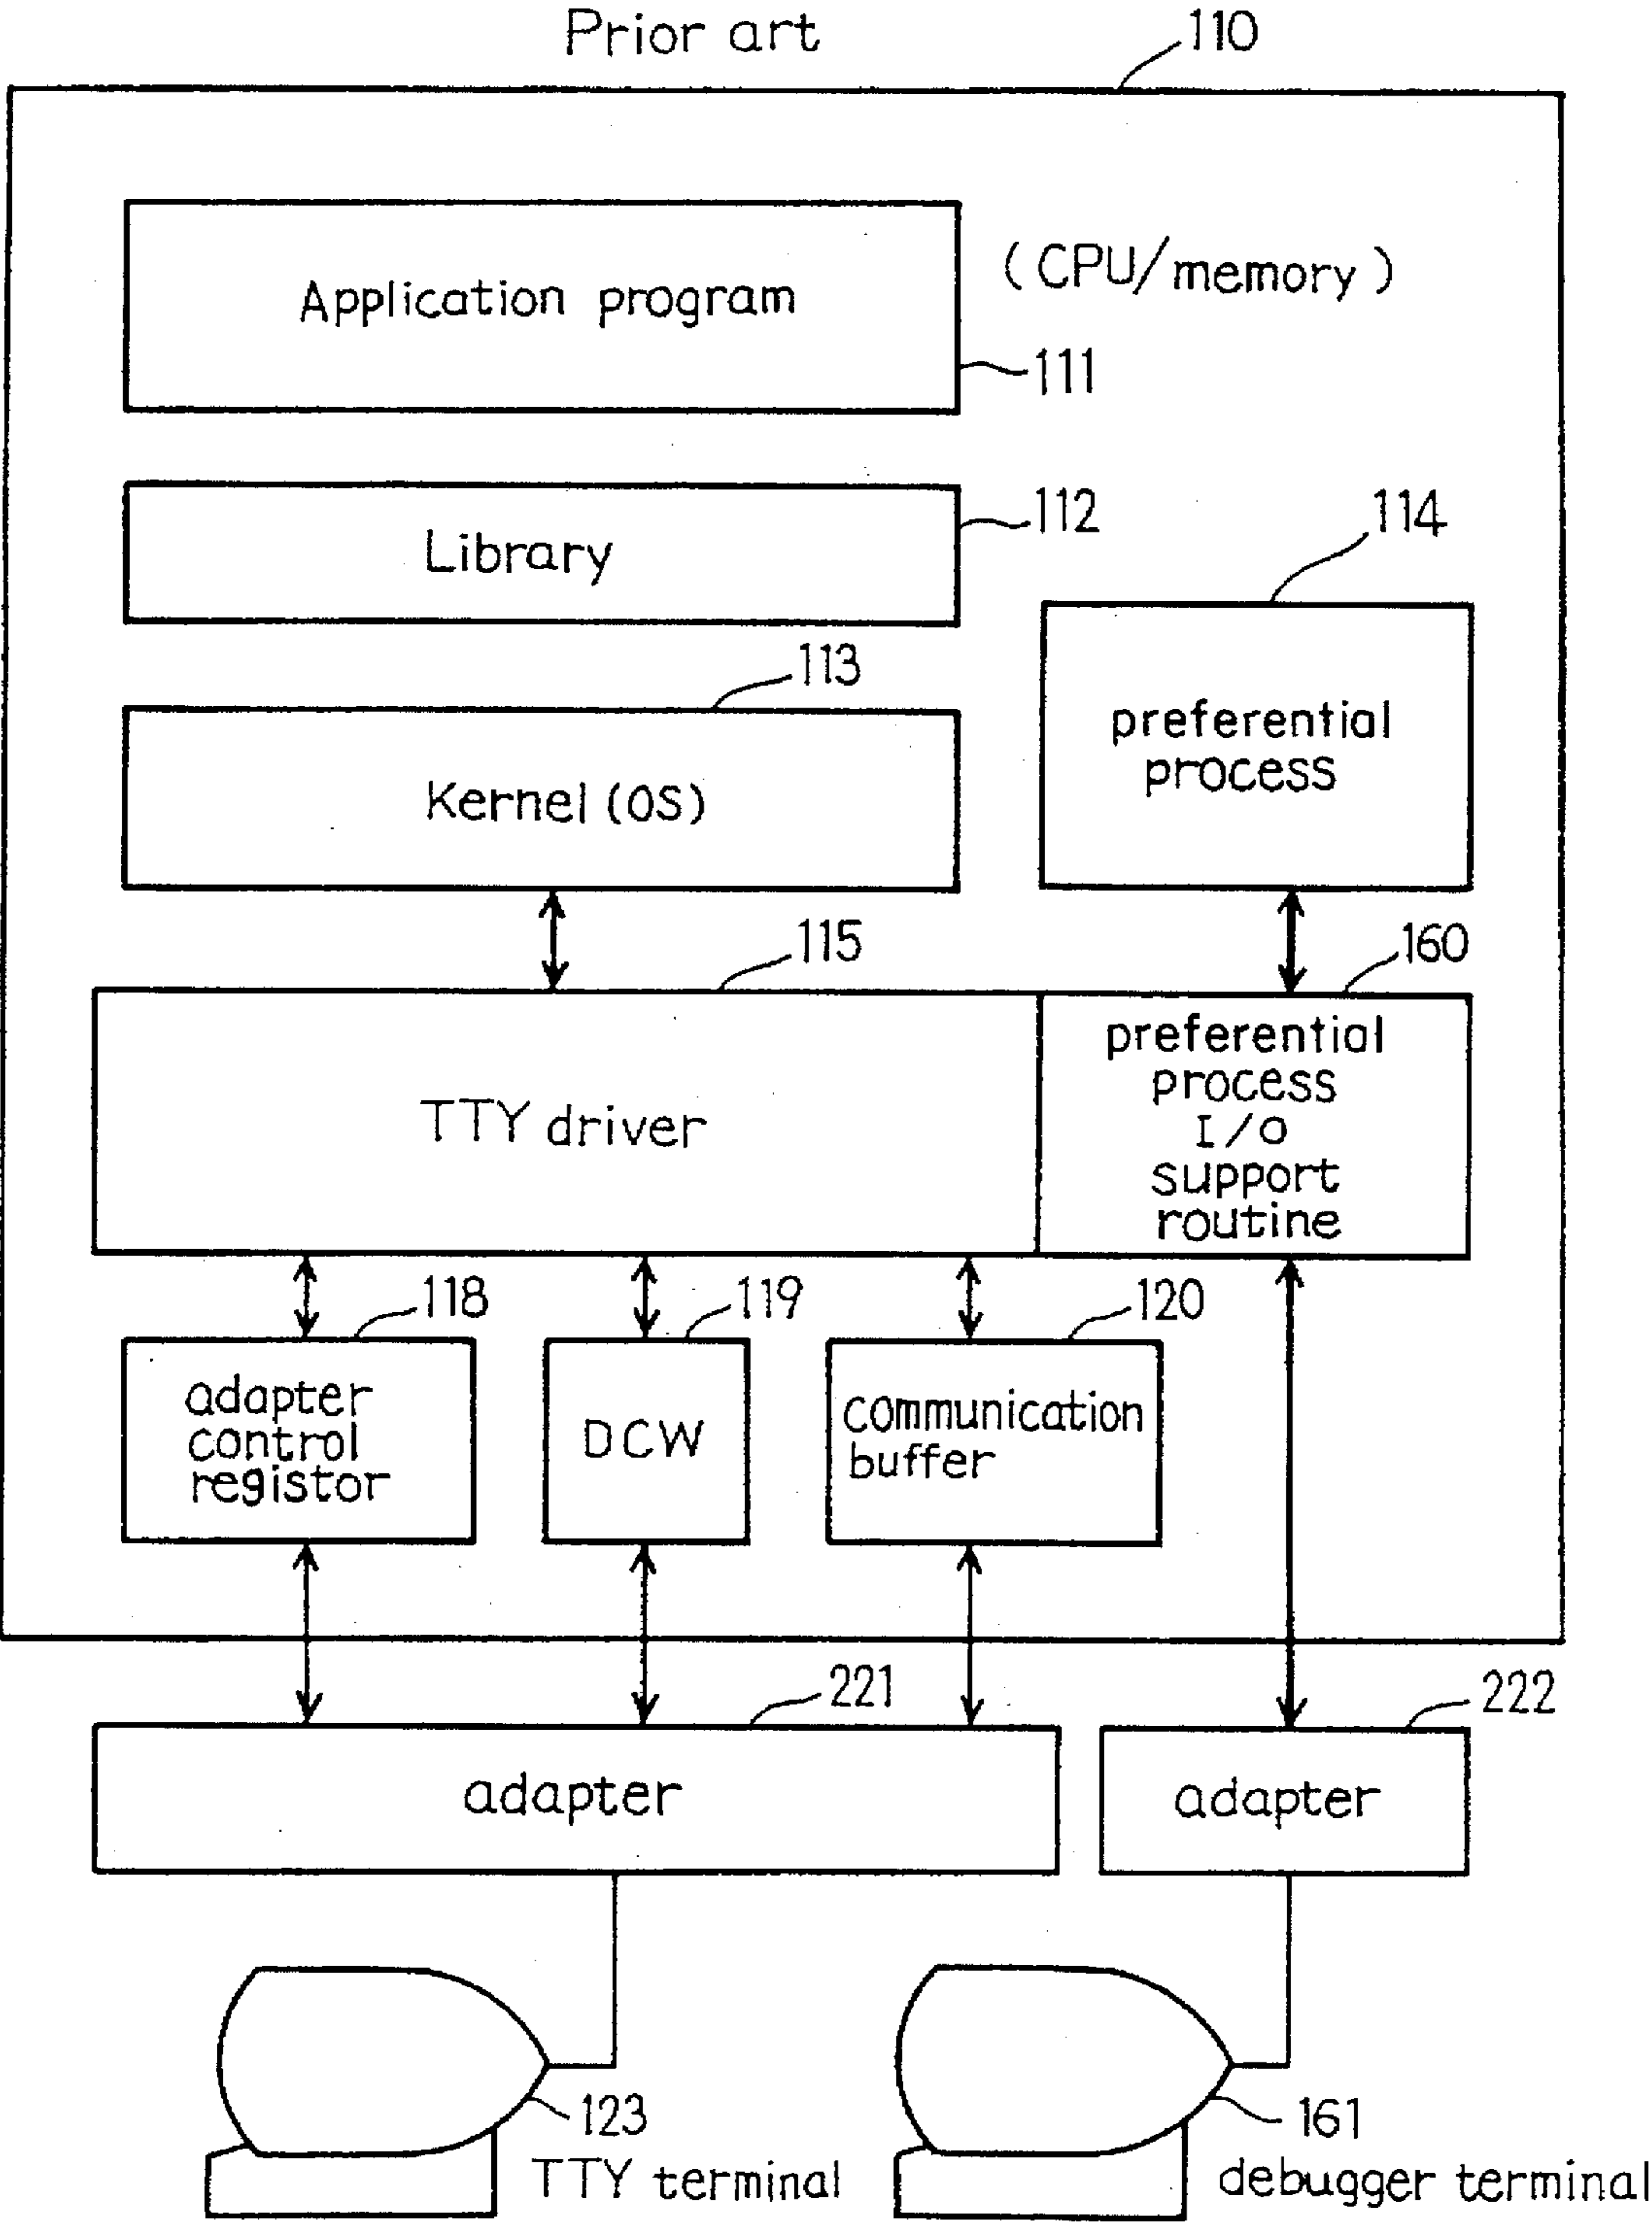 Prior art
110
Application program
(CPU/memory)
111
Library
112
114
113
preferential
process
Kernel (OS)
115
160
TTY driver
preferential
process
I/O
support
routine
118
119
120
adapter
control
registor
DCW
communication
buffer
221
222
adapter
adapter
123
TTY terminal
161
debugger terminal